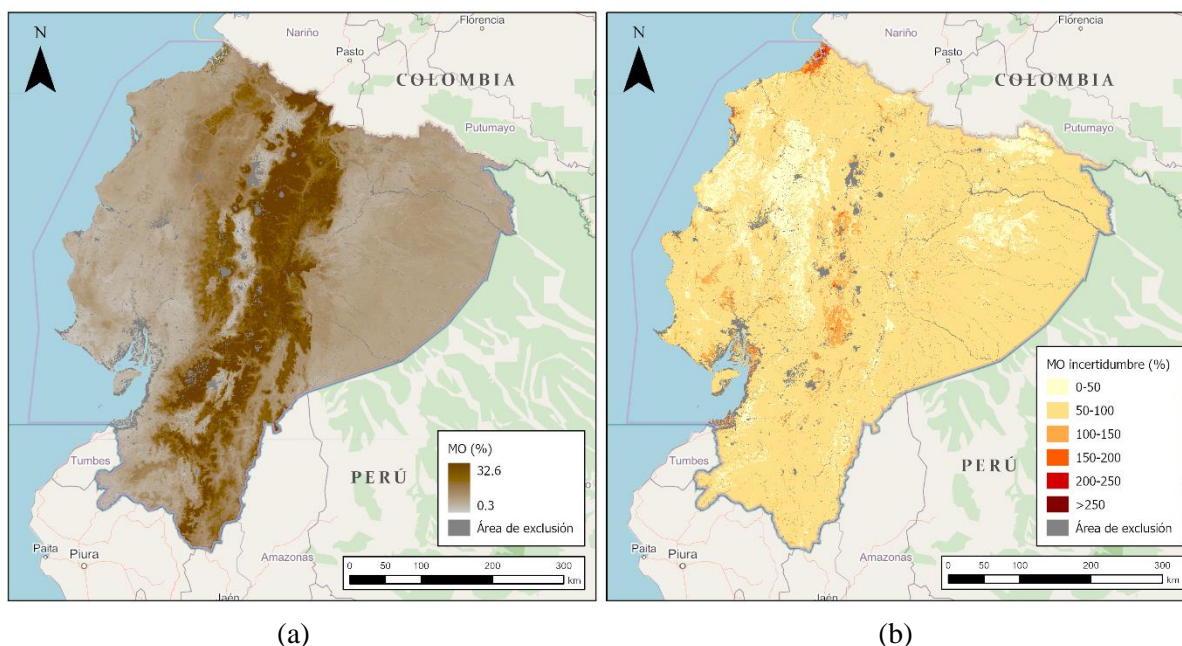 N
Florencia
Nariño
Pasto
COLOMBIA
Putumayo
MO (%)
32.6
0.3
Área de exclusión
PERÚ
Tumbes
Paita
Piura
Amazonas
Jaén
0 50 100 200 300
km
(a)
N
Florencia
Nariño
Pasto
COLOMBIA
Putumayo
MO incertidumbre (%)
0-50
50-100
100-150
150-200
200-250
>250
Área de exclusión
PERÚ
Tumbes
Paita
Piura
Amazonas
Jaén
0 50 100 200 300
km
(b)